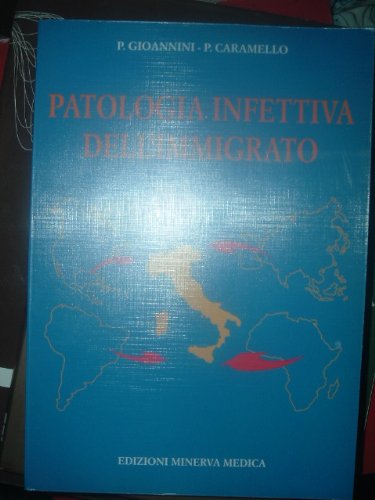 P. GIOANNINI - P. CARAMELLO
PATOLOGIA INFETTIVA
DELL'IMMIGRATO
EDIZIONI MINERVA MEDICA